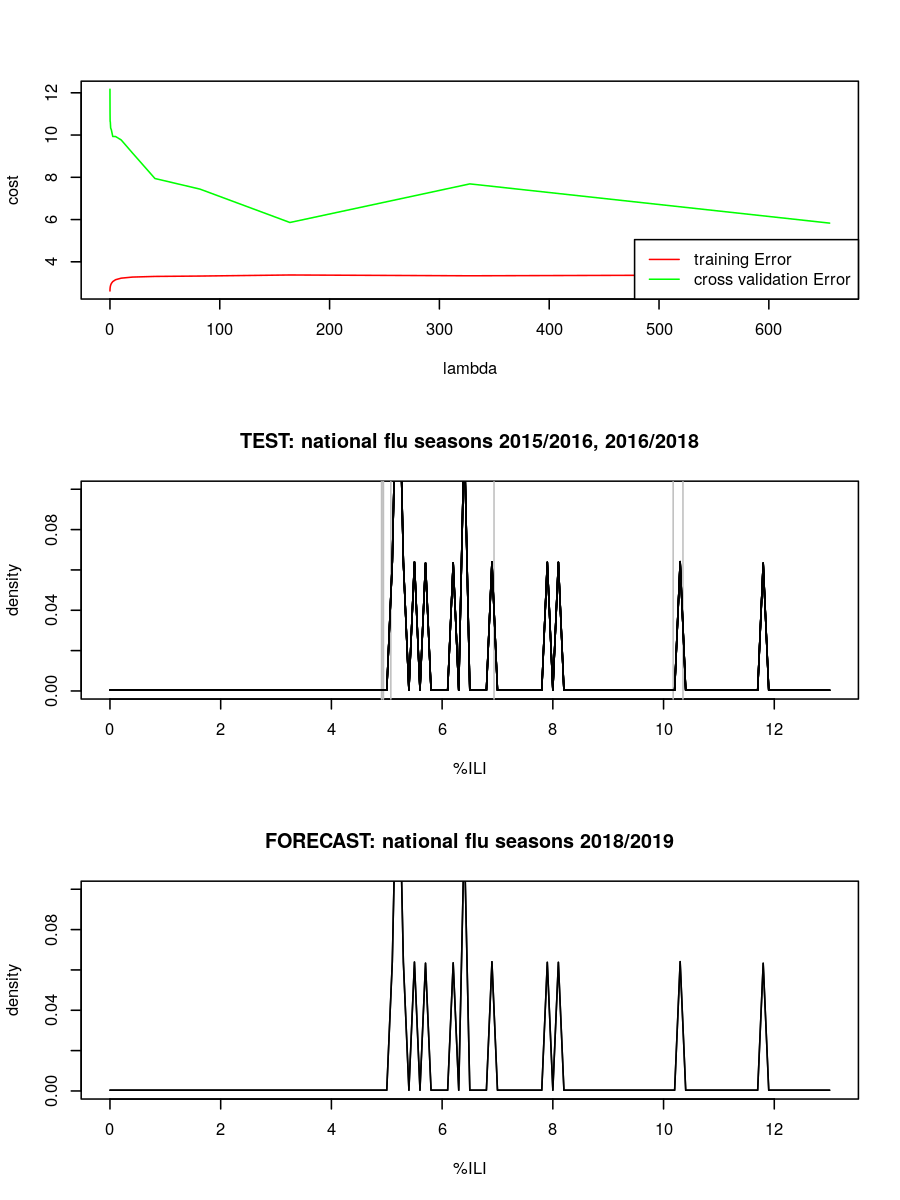 12
10
8
6
4
cost
training Error
cross validation Error
0 100 200 300 400 500 600
lambda
TEST: national flu seasons 2015/2016, 2016/2018
0.08
0.04
0.00
density
0 2 4 6 8 10 12
%ILI
FORECAST: national flu seasons 2018/2019
0.08
0.04
0.00
density
0 2 4 6 8 10 12
%ILI